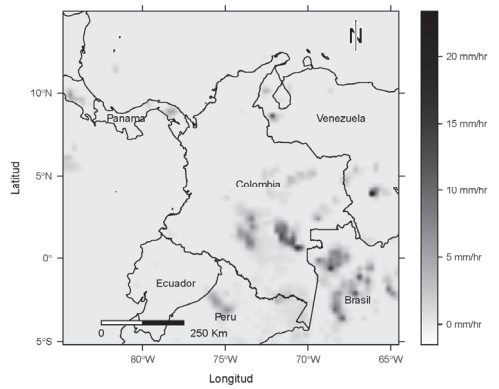 N
20 mm/hr
10°N
Panama
Venezuela
15 mm/hr
Latitud
5°N
Colombia
10 mm/hr
0°
5 mm/hr
Ecuador
Brasil
Peru
0 mm/hr
0
250 Km
5°S
80°W
75°W
70°W
65°W
Longitud